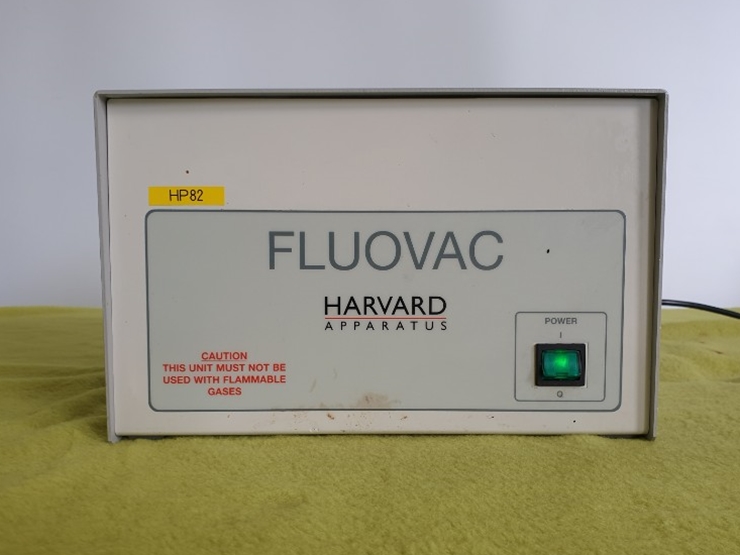 HP82
FLUOVAC
HARVARD
APPARATUS
POWER
I
CAUTION
THIS UNIT MUST NOT BE
USED WITH FLAMMABLE
GASES
O